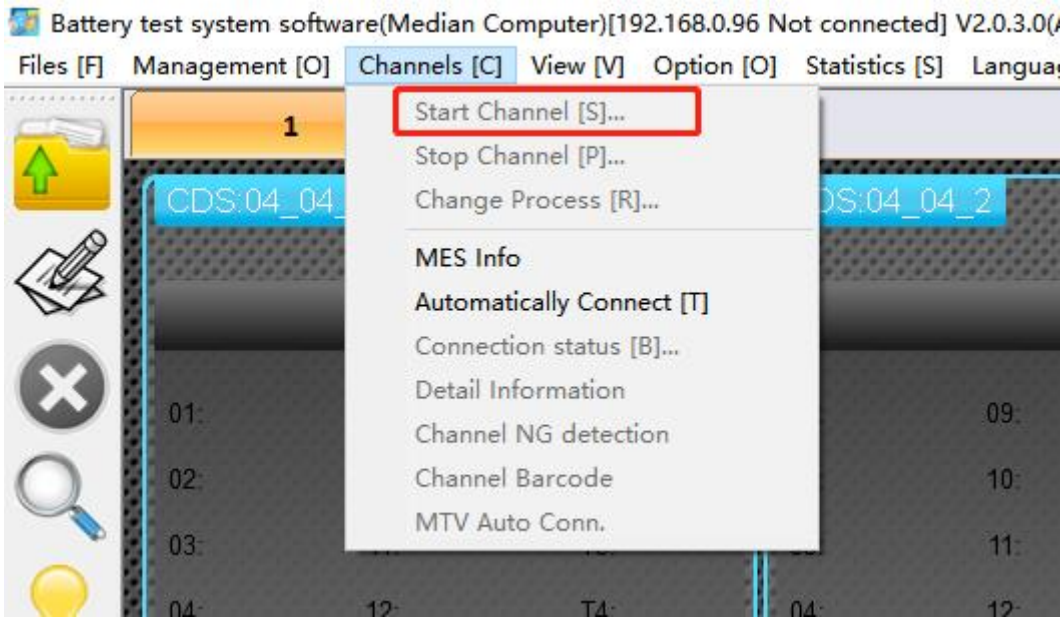 Battery test system software(Median Computer)[192.168.0.96 Not connected] V2.0.3.0(
Files [F] Management [O] Channels [C] View [V] Option [O] Statistics [S]
1
Start Channel [S]...
Stop Channel [P]...
Change Process [R]...
MES Info
Automatically Connect [T]
Connection status [B]...
Detail Information
Channel NG detection
Channel Barcode
MTV Auto Conn.
CDS:04_04_
DS:04_04_2
01:
09:
02:
10:
03:
11:
04:
12:
T4:
04:
12: